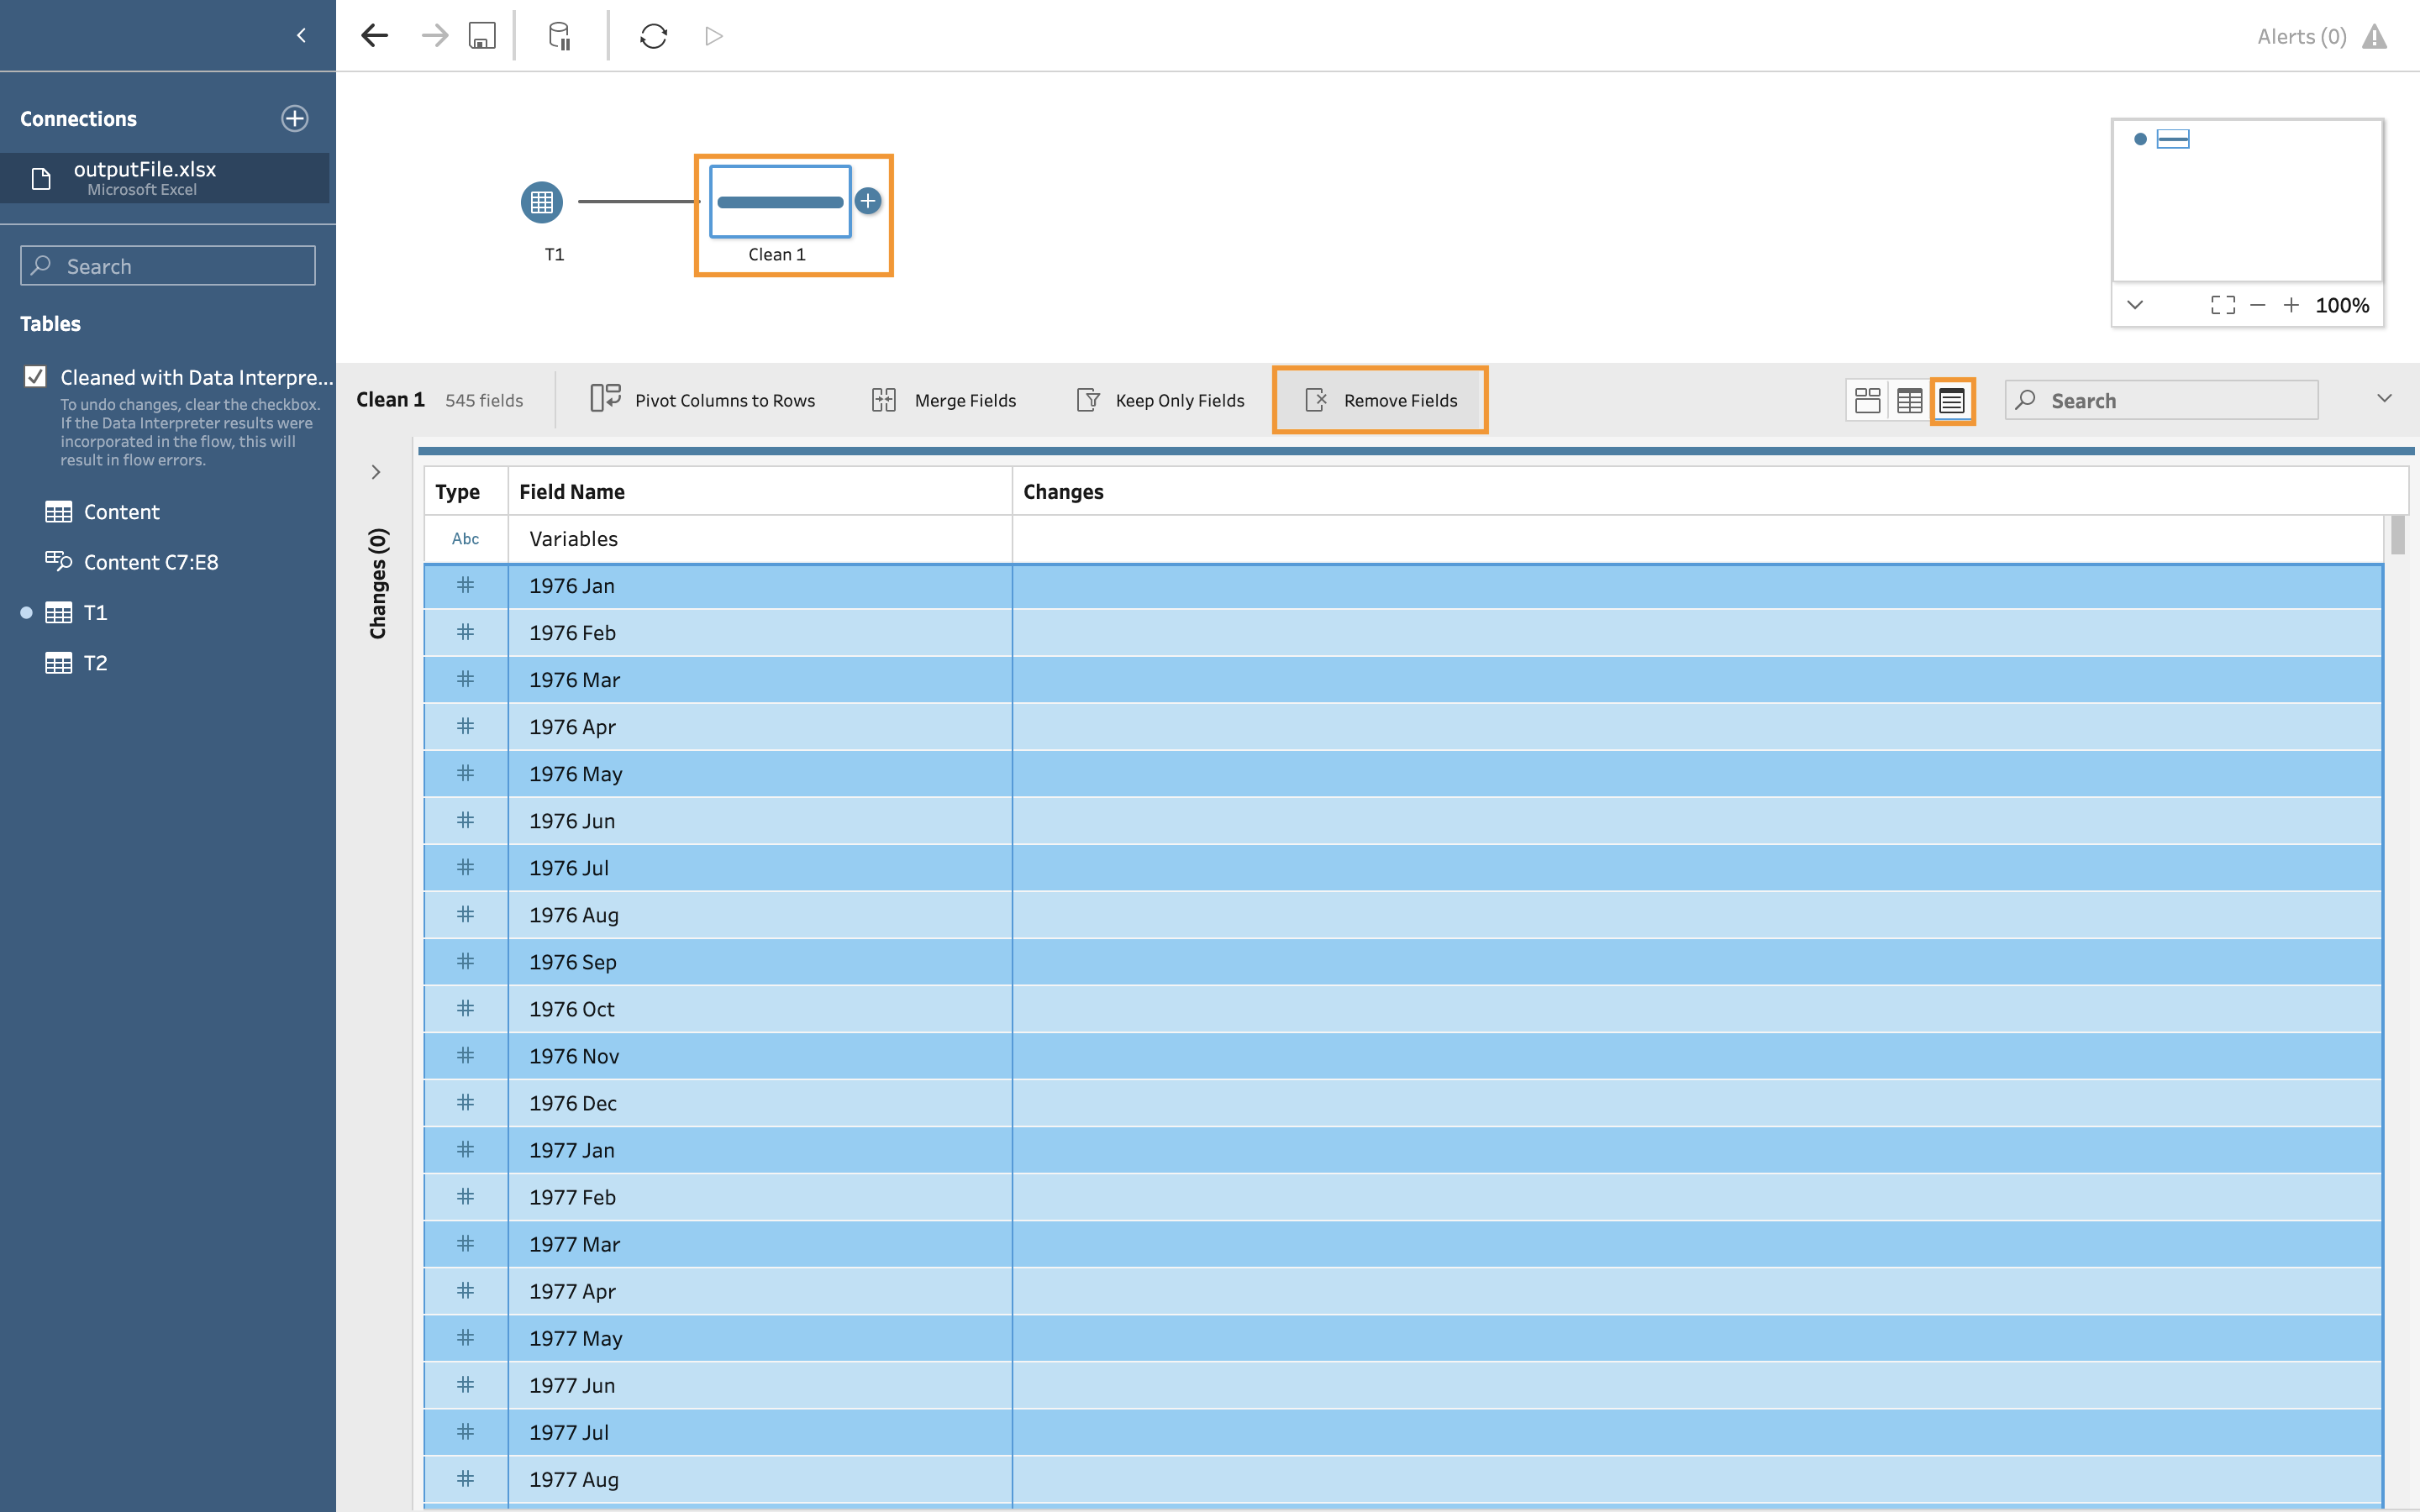 Alerts (0)
Connections
outputFile.xlsx
Microsoft Excel
Search
Tables
Cleaned with Data Interpre...
To undo changes, clear the checkbox.
If the Data Interpreter results were
incorporated in the flow, this will
result in flow errors.
Content
Content C7:E8
T1
T2
T1
Clean 1
100%
Clean 1 545 fields Pivot Columns to Rows Merge Fields Keep Only Fields Remove Fields Search
Changes (0)
Type Field Name Changes
Abc Variables
# 1976 Jan
# 1976 Feb
# 1976 Mar
# 1976 Apr
# 1976 May
# 1976 Jun
# 1976 Jul
# 1976 Aug
# 1976 Sep
# 1976 Oct
# 1976 Nov
# 1976 Dec
# 1977 Jan
# 1977 Feb
# 1977 Mar
# 1977 Apr
# 1977 May
# 1977 Jun
# 1977 Jul
# 1977 Aug